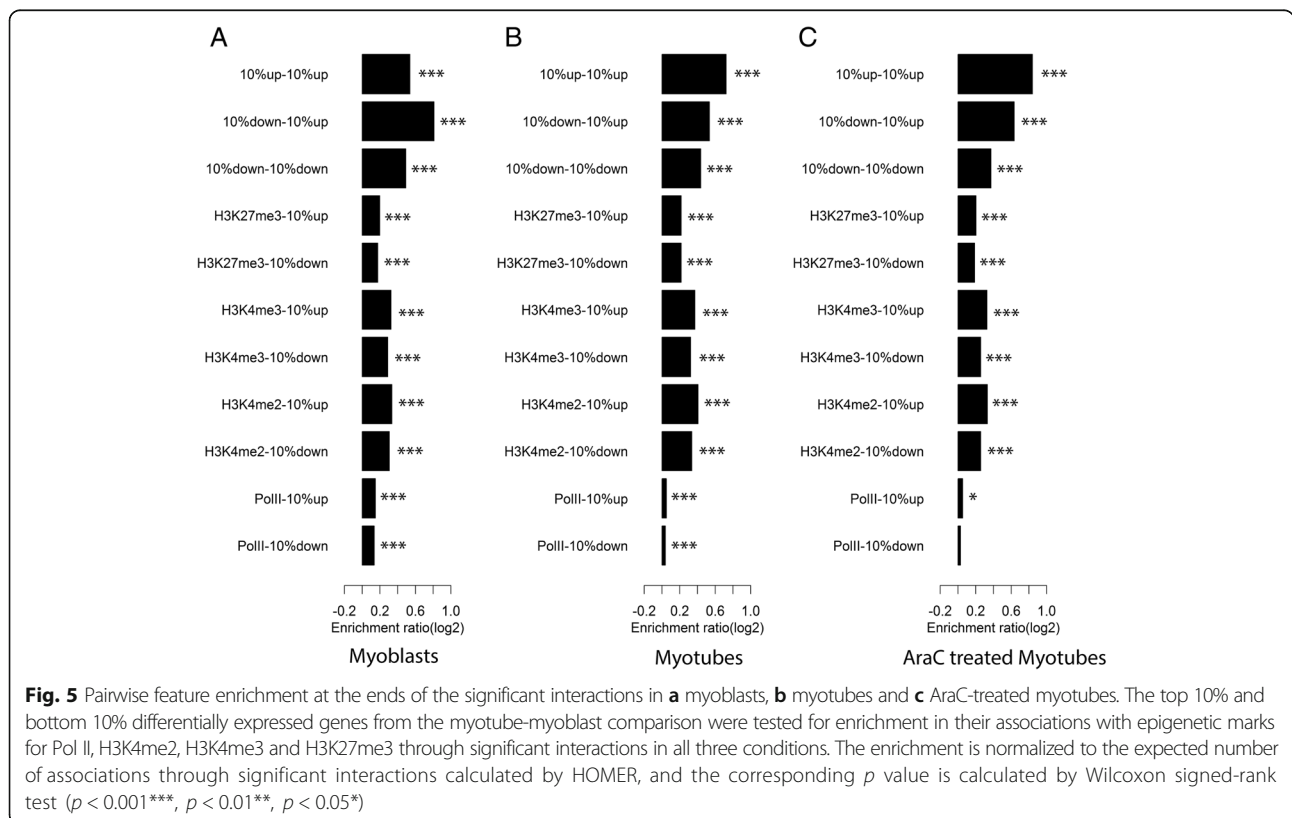 A
10%up-10%up ***
10%down-10%up ***
10%down-10%down ***
H3K27me3-10%up ***
H3K27me3-10%down ***
H3K4me3-10%up ***
H3K4me3-10%down ***
H3K4me2-10%up ***
H3K4me2-10%down ***
PolII-10%up ***
PolII-10%down ***
-0.2 0.2 0.6 1.0
Enrichment ratio(log2)
Myoblasts
B
10%up-10%up ***
10%down-10%up ***
10%down-10%down ***
H3K27me3-10%up ***
H3K27me3-10%down ***
H3K4me3-10%up ***
H3K4me3-10%down ***
H3K4me2-10%up ***
H3K4me2-10%down ***
PolII-10%up ***
PolII-10%down ***
-0.2 0.2 0.6 1.0
Enrichment ratio(log2)
Myotubes
C
10%up-10%up ***
10%down-10%up ***
10%down-10%down ***
H3K27me3-10%up ***
H3K27me3-10%down ***
H3K4me3-10%up ***
H3K4me3-10%down ***
H3K4me2-10%up ***
H3K4me2-10%down ***
PolII-10%up *
PolII-10%down
-0.2 0.2 0.6 1.0
Enrichment ratio(log2)
AraC treated Myotubes
Fig. 5 Pairwise feature enrichment at the ends of the significant interactions in a myoblasts, b myotubes and c AraC-treated myotubes. The top 10% and
bottom 10% differentially expressed genes from the myotube-myoblast comparison were tested for enrichment in their associations with epigenetic marks
for Pol II, H3K4me2, H3K4me3 and H3K27me3 through significant interactions in all three conditions. The enrichment is normalized to the expected number
of associations through significant interactions calculated by HOMER, and the corresponding p value is calculated by Wilcoxon signed-rank
test (p < 0.001***, p < 0.01**, p < 0.05*)